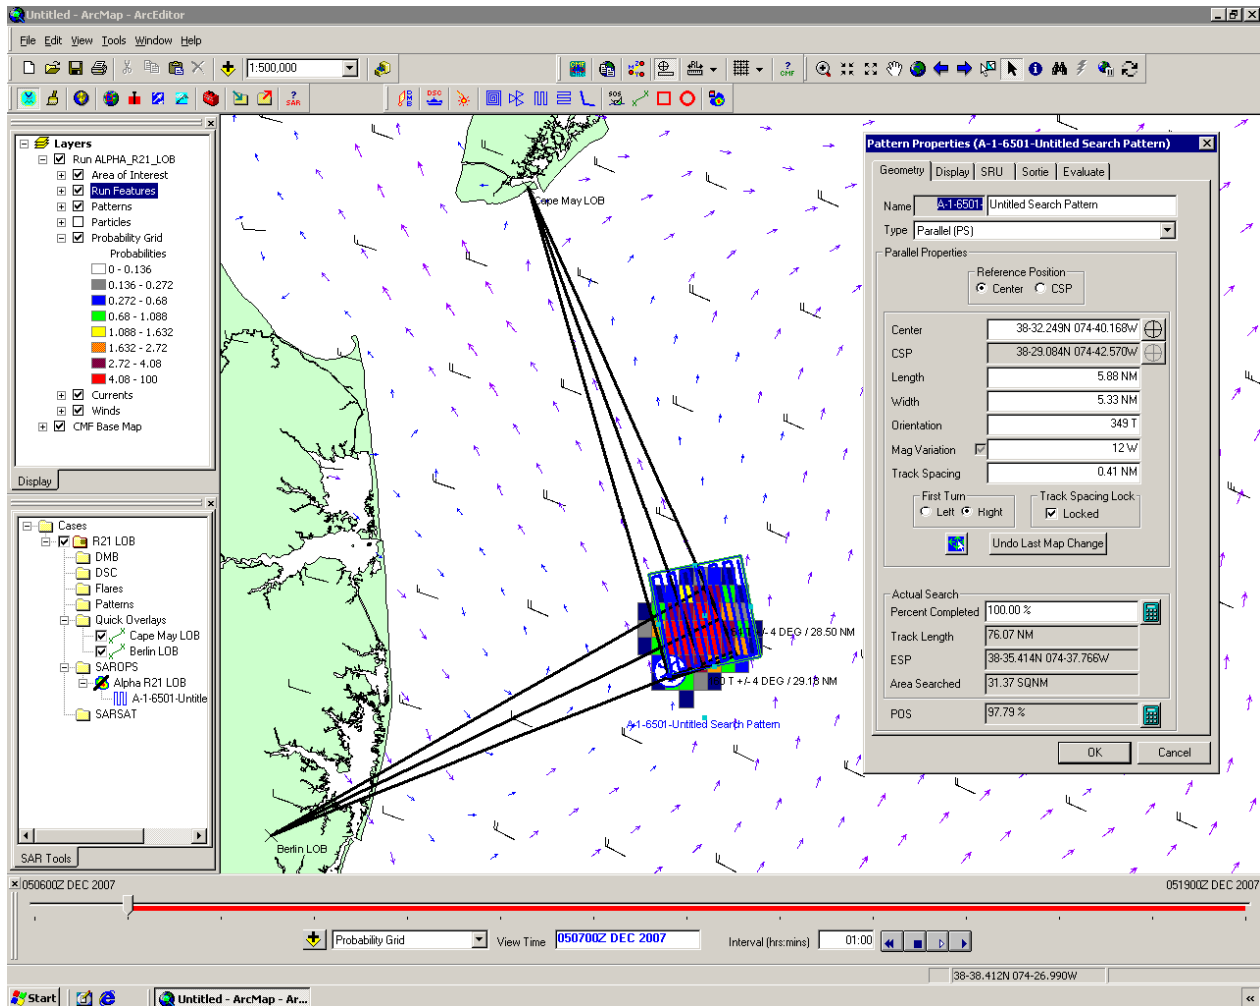 Untitled - ArcMap - ArcEditor
File Edit View Tools Window Help
1:500,000
? CMF
? SAR
DSC
SOS
Layers
Run ALPHA_R21_LOB
Area of Interest
Run Features
Patterns
Particles
Probability Grid
Probabilities
0 - 0.136
0.136 - 0.272
0.272 - 0.68
0.68 - 1.088
1.088 - 1.632
1.632 - 2.72
2.72 - 4.08
4.08 - 100
Currents
Winds
CMF Base Map
Display
Cases
R21 LOB
DMB
DSC
Flares
Patterns
Quick Overlays
Cape May LOB
Berlin LOB
SAROPS
Alpha R21 LOB
A-1-6501-Untitle
SARSAT
SAR Tools
Cape May LOB
+/- 4 DEG / 28.50 NM
0 T +/- 4 DEG / 29.13 NM
A-1-6501-Untitled Search Pattern
Berlin LOB
Pattern Properties (A-1-6501-Untitled Search Pattern)
Geometry Display SRU Sortie Evaluate
Name A-1-6501- Untitled Search Pattern
Type Parallel (PS)
Parallel Properties
Reference Position
Center CSP
Center 38-32.249N 074-40.168W
CSP 38-29.084N 074-42.570W
Length 5.88 NM
Width 5.33 NM
Orientation 349 T
Mag Variation 12 W
Track Spacing 0.41 NM
First Turn Track Spacing Lock
Left Right Locked
Undo Last Map Change
Actual Search
Percent Completed 100.00 %
Track Length 76.07 NM
ESP 38-35.414N 074-37.766W
Area Searched 31.37 SQNM
POS 97.79 %
OK Cancel
050600Z DEC 2007 051900Z DEC 2007
Probability Grid View Time 050700Z DEC 2007 Interval (hrs:mins) 01:00
38-38.412N 074-26.990W
Start Untitled - ArcMap - Ar...